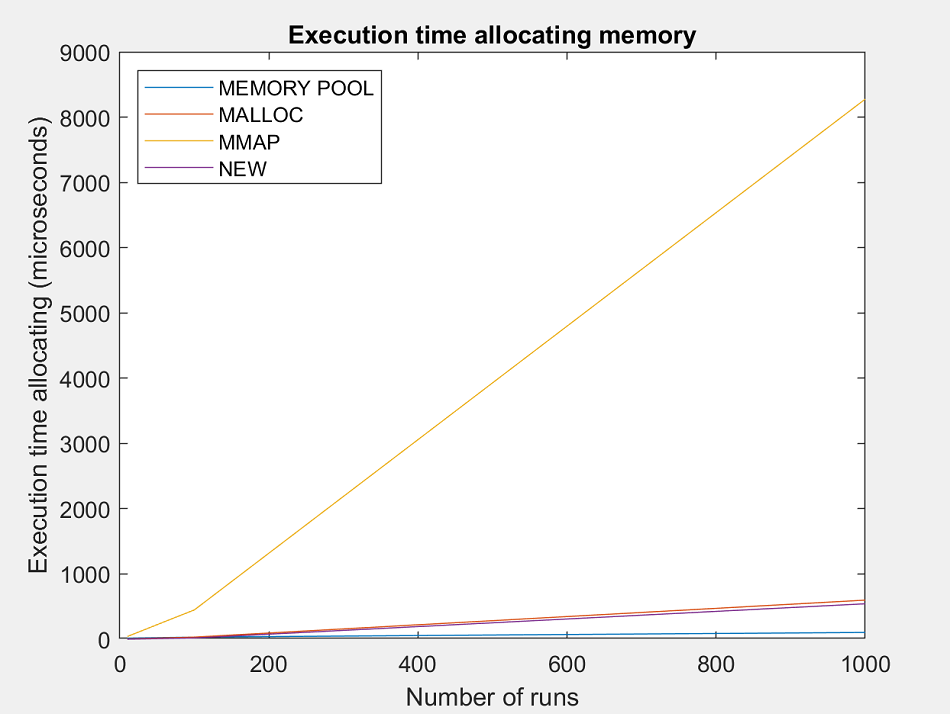 Execution time allocating memory
9000
8000
7000
6000
5000
4000
3000
2000
1000
0
Execution time allocating (microseconds)
MEMORY POOL
MALLOC
MMAP
NEW
0 200 400 600 800 1000
Number of runs